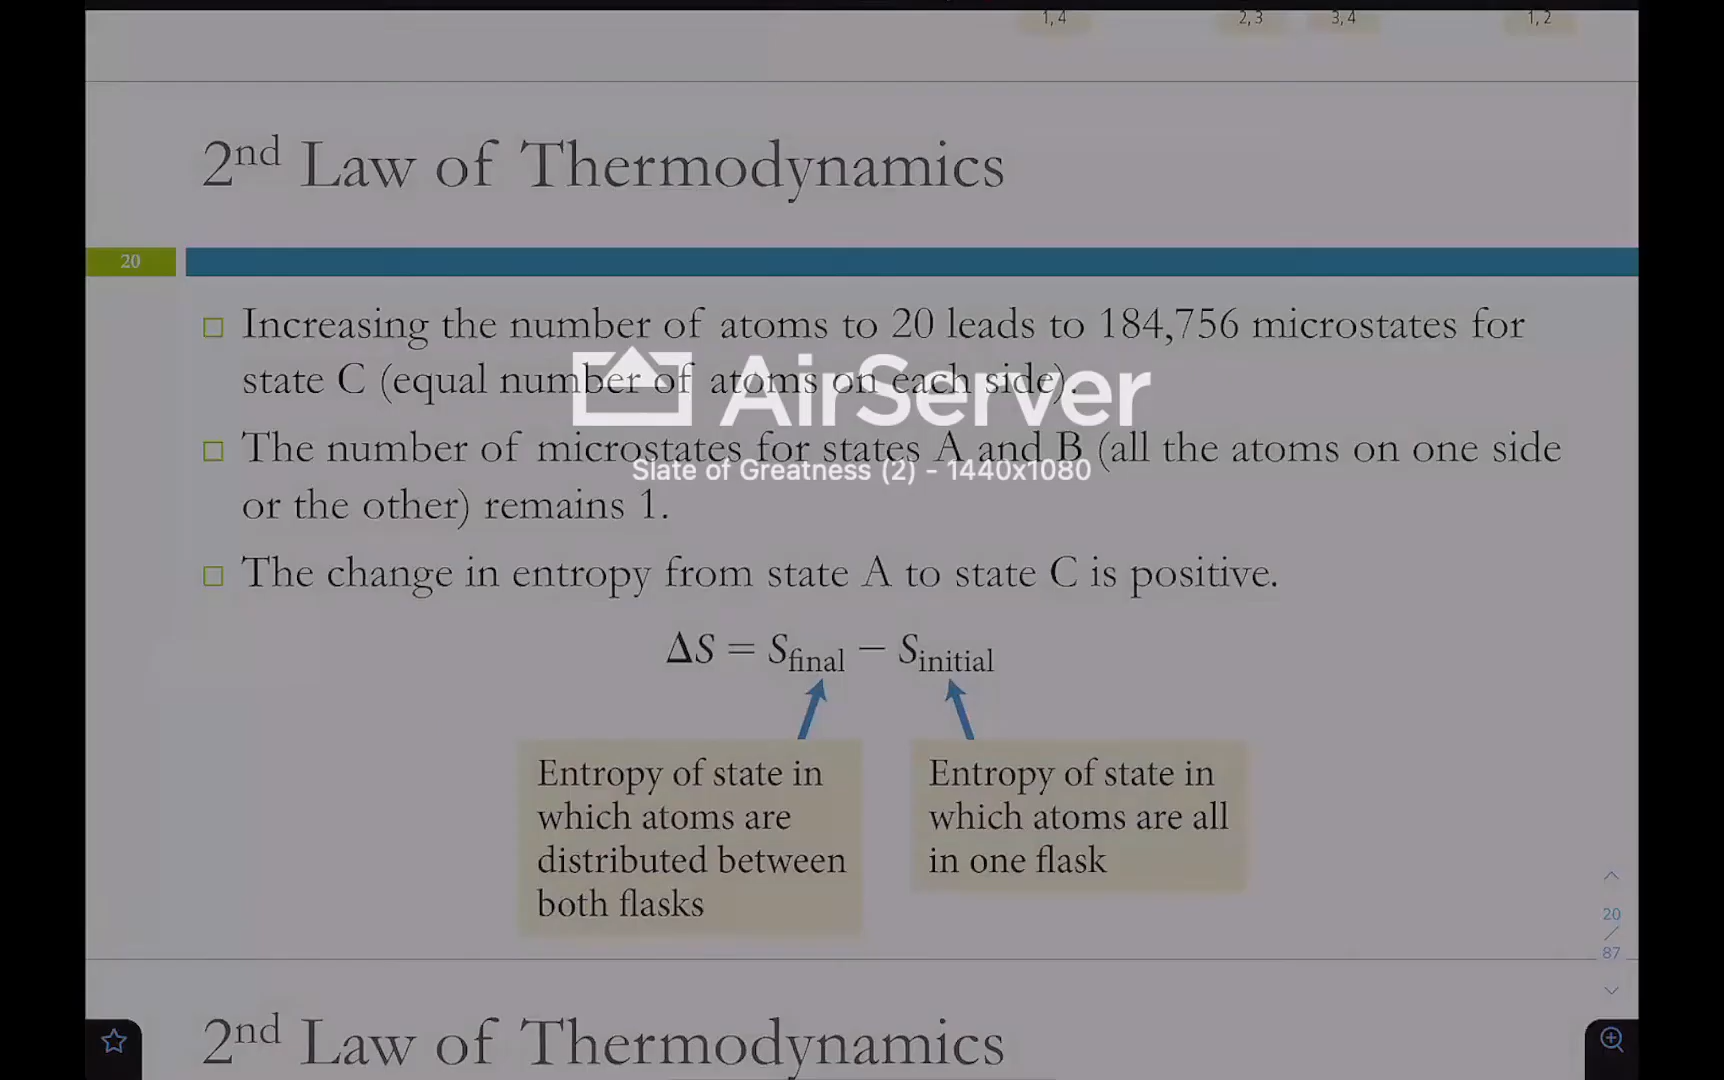 1, 4 2, 3 3, 4 1, 2
2nd Law of Thermodynamics
20
Increasing the number of atoms to 20 leads to 184,756 microstates for
state C (equal number of atoms on each side).
AirServer
The number of microstates for states A and B (all the atoms on one side
Slate of Greatness (2) - 1440x1080
or the other) remains 1.
The change in entropy from state A to state C is positive.
ΔS = Sfinal − Sinitial
Entropy of state in
which atoms are
distributed between
both flasks
Entropy of state in
which atoms are all
in one flask
20
/
87
2nd Law of Thermodynamics